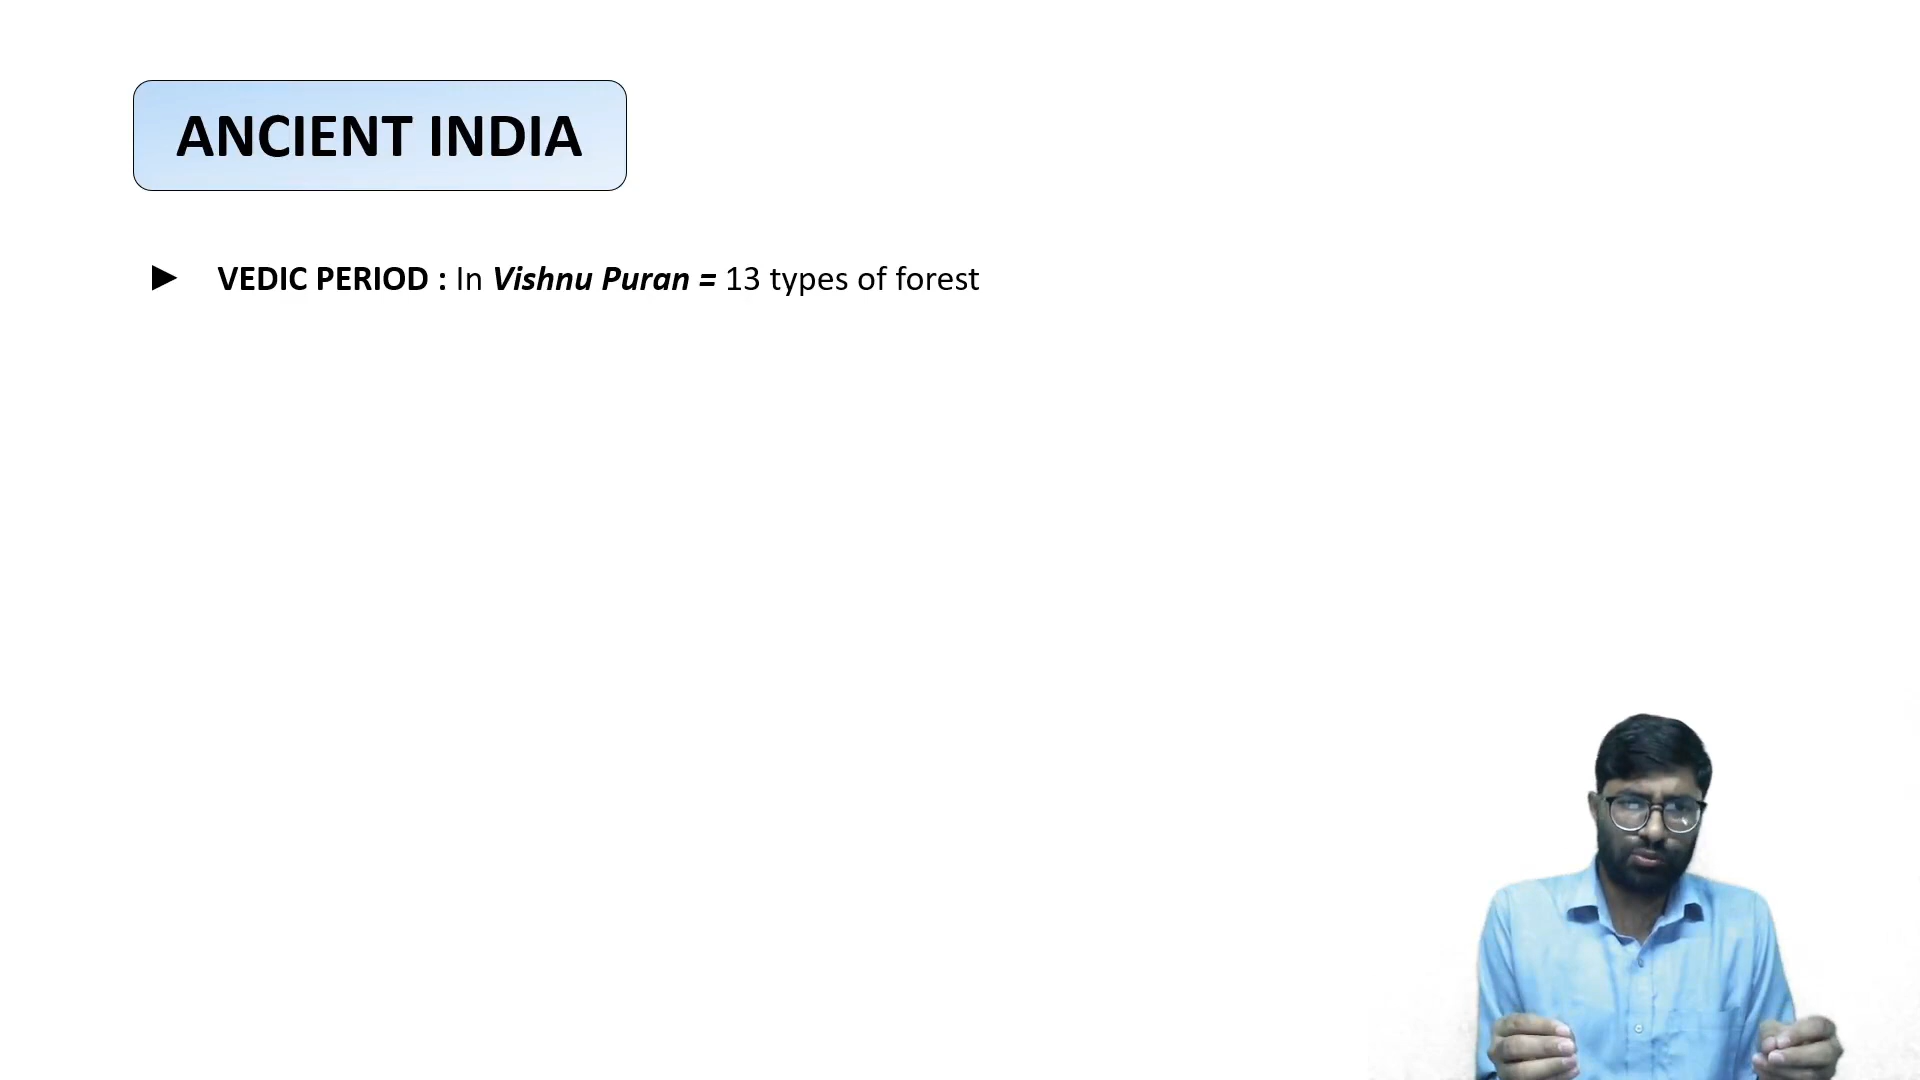 ANCIENT INDIA
► VEDIC PERIOD : In Vishnu Puran = 13 types of forest